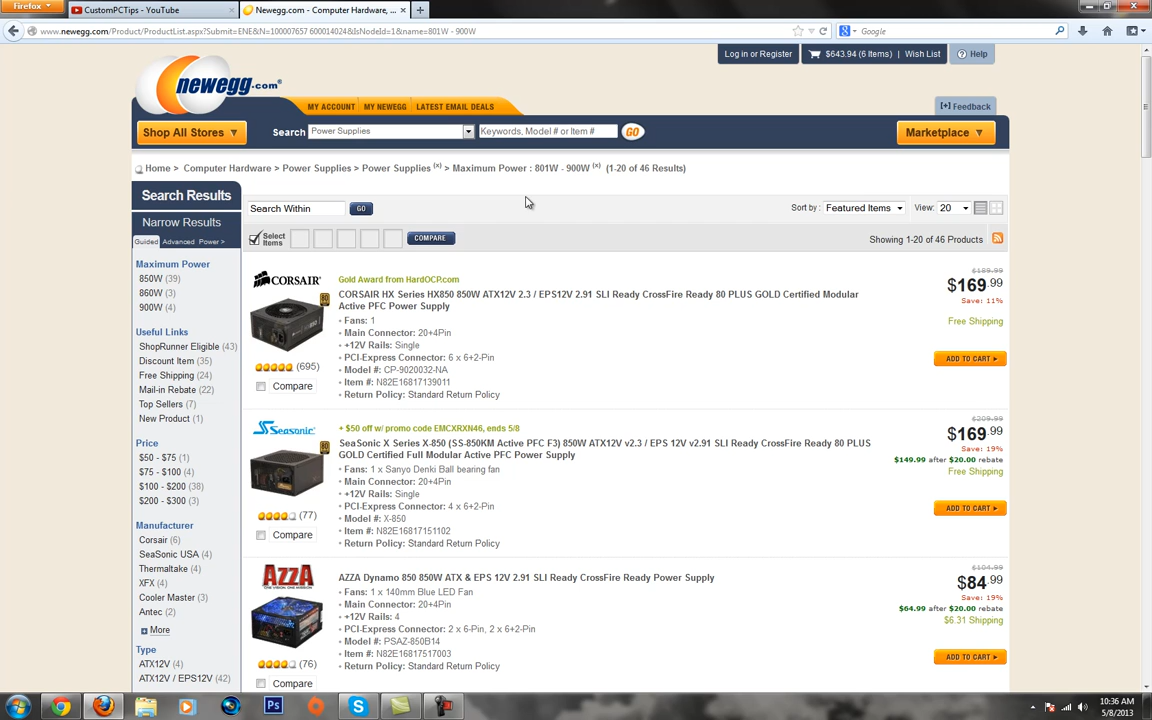 Firefox
CustomPCTips - YouTube
Newegg.com - Computer Hardware, ...
www.newegg.com/Product/ProductList.aspx?Submit=ENE&N=100007657 600014024&IsNodeId=1&name=801W - 900W
Google
Log in or Register
$643.94 (6 Items) | Wish List
Help
newegg.com
MY ACCOUNT MY NEWEGG LATEST EMAIL DEALS
[+] Feedback
Shop All Stores
Search
Power Supplies
Keywords, Model # or Item #
GO
Marketplace
Home > Computer Hardware > Power Supplies > Power Supplies (x) > Maximum Power : 801W - 900W (x) (1-20 of 46 Results)
Search Results
Search Within
GO
Sort by : Featured Items
View: 20
Narrow Results
Guided Advanced Power >
Select Items
COMPARE
Showing 1-20 of 46 Products
Maximum Power
850W (39)
860W (3)
900W (4)
Useful Links
ShopRunner Eligible (43)
Discount Item (35)
Free Shipping (24)
Mail-in Rebate (22)
Top Sellers (7)
New Product (1)
Price
$50 - $75 (1)
$75 - $100 (4)
$100 - $200 (38)
$200 - $300 (3)
Manufacturer
Corsair (6)
SeaSonic USA (4)
Thermaltake (4)
XFX (4)
Cooler Master (3)
Antec (2)
More
Type
ATX12V (4)
ATX12V / EPS12V (42)
CORSAIR
(695)
Compare
Gold Award from HardOCP.com
CORSAIR HX Series HX850 850W ATX12V 2.3 / EPS12V 2.91 SLI Ready CrossFire Ready 80 PLUS GOLD Certified Modular
Active PFC Power Supply
• Fans: 1
• Main Connector: 20+4Pin
• +12V Rails: Single
• PCI-Express Connector: 6 x 6+2-Pin
• Model #: CP-9020032-NA
• Item #: N82E16817139011
• Return Policy: Standard Return Policy
$189.99
$169.99
Save: 11%
Free Shipping
ADD TO CART
Seasonic
(77)
Compare
+ $50 off w/ promo code EMCXRXN46, ends 5/8
SeaSonic X Series X-850 (SS-850KM Active PFC F3) 850W ATX12V v2.3 / EPS 12V v2.91 SLI Ready CrossFire Ready 80 PLUS
GOLD Certified Full Modular Active PFC Power Supply
• Fans: 1 x Sanyo Denki Ball bearing fan
• Main Connector: 20+4Pin
• +12V Rails: Single
• PCI-Express Connector: 4 x 6+2-Pin
• Model #: X-850
• Item #: N82E16817151102
• Return Policy: Standard Return Policy
$209.99
$169.99
Save: 19%
$149.99 after $20.00 rebate
Free Shipping
ADD TO CART
AZZA
(76)
Compare
AZZA Dynamo 850 850W ATX & EPS 12V 2.91 SLI Ready CrossFire Ready Power Supply
• Fans: 1 x 140mm Blue LED Fan
• Main Connector: 20+4Pin
• +12V Rails: 4
• PCI-Express Connector: 2 x 6-Pin, 2 x 6+2-Pin
• Model #: PSAZ-850B14
• Item #: N82E16817517003
• Return Policy: Standard Return Policy
$104.99
$84.99
Save: 19%
$64.99 after $20.00 rebate
$6.31 Shipping
ADD TO CART
Ps
10:36 AM
5/8/2013